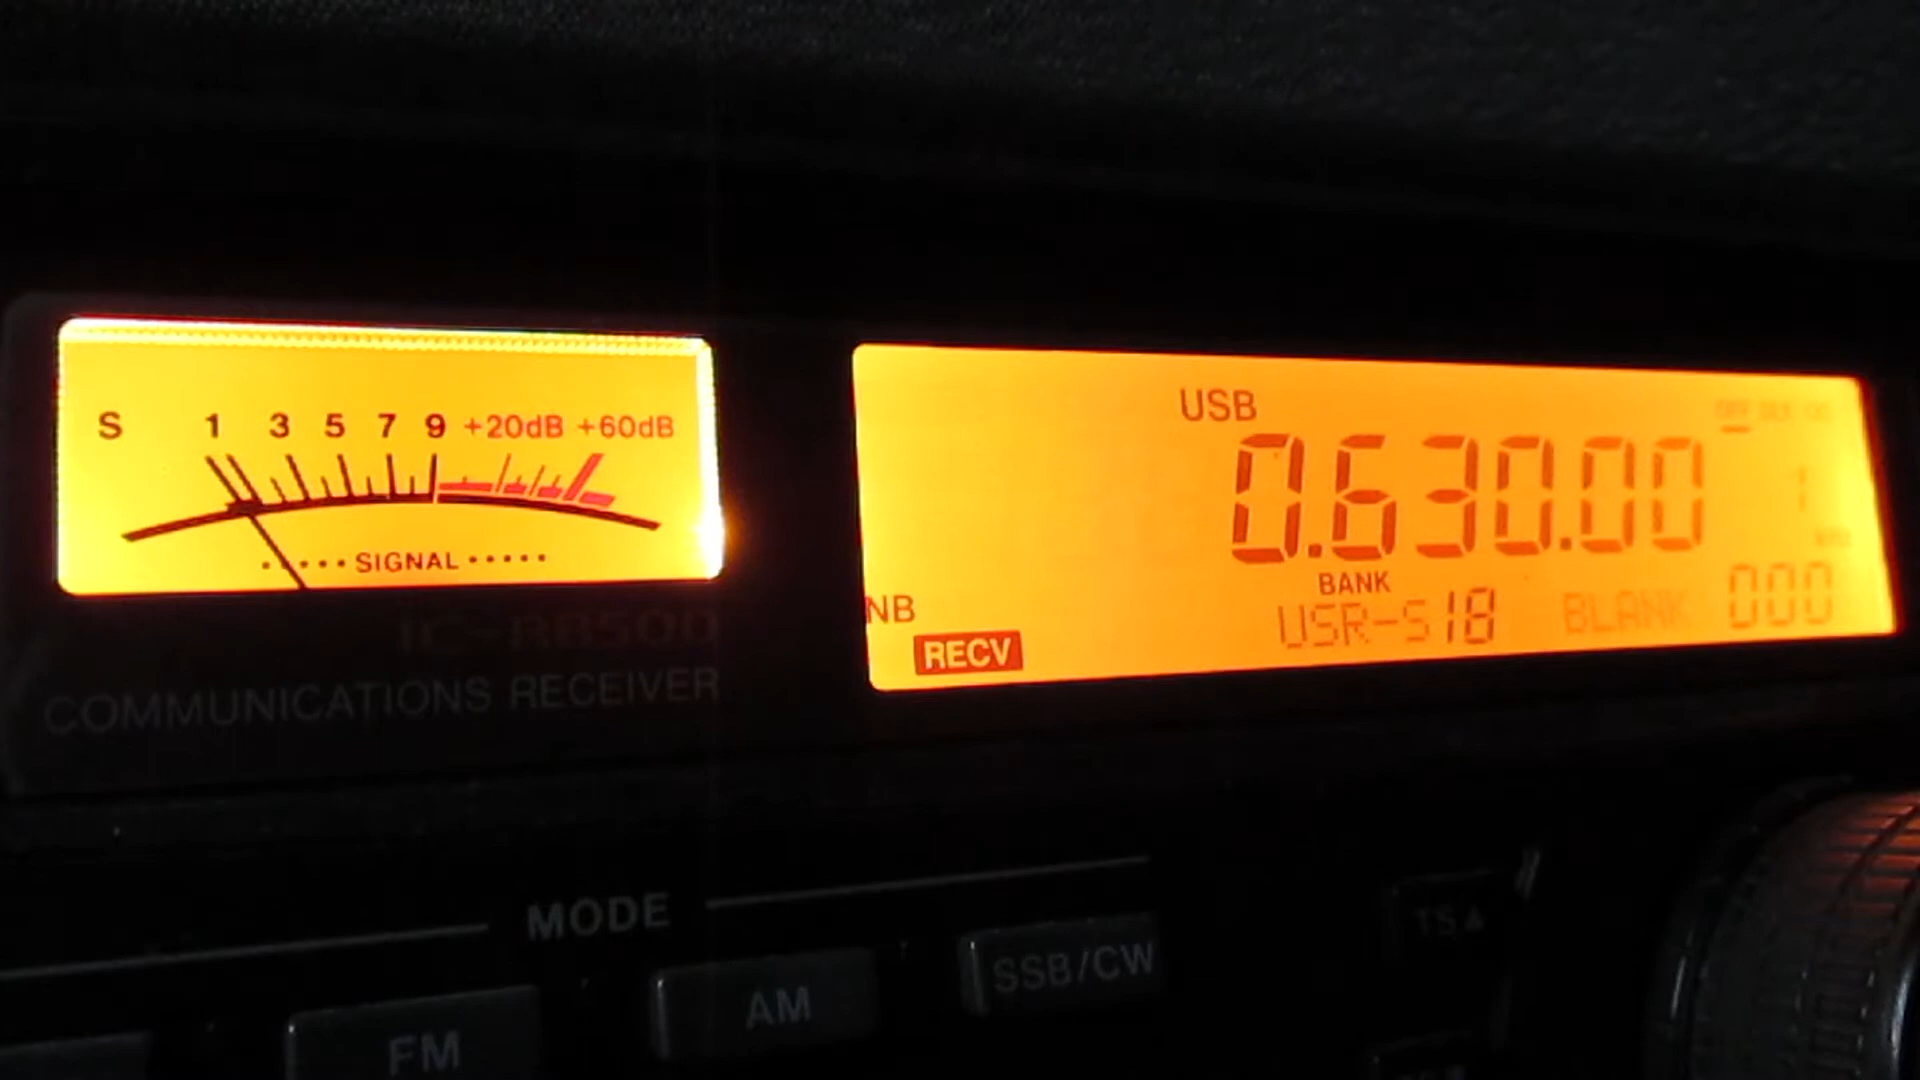 S 1 3 5 7 9 +20dB +60dB
SIGNAL
IC-R8500
COMMUNICATIONS RECEIVER
USB
0.630.00
1
BANK
NB
USR-S18 BLANK 000
RECV
MODE
FM AM SSB/CW
TS▲